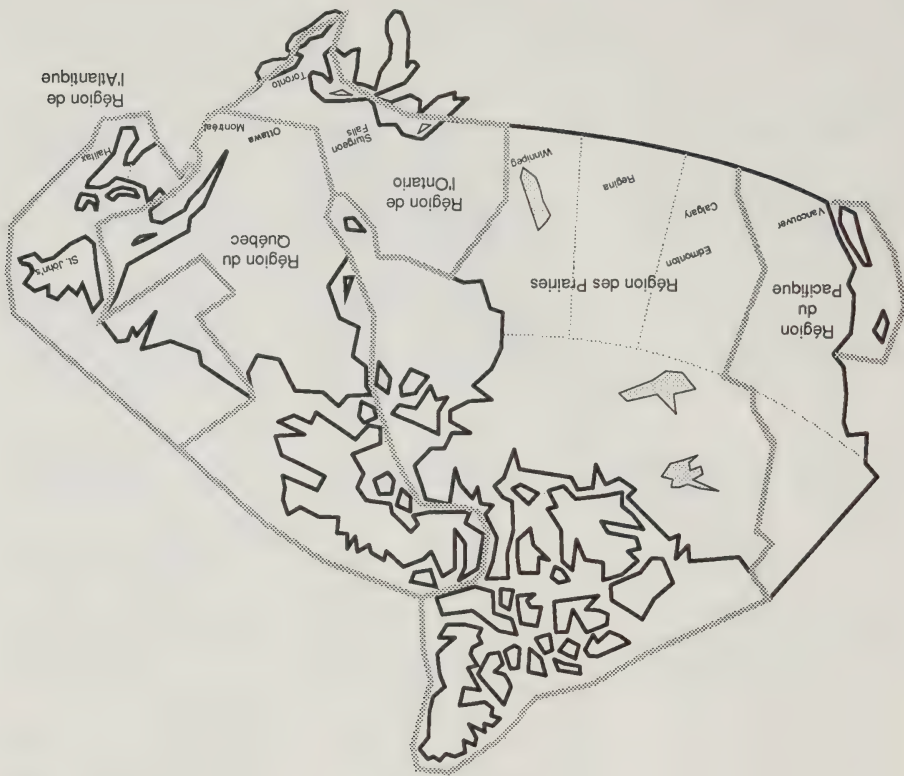 Région
du
Pacifique
Région des Prairies
Région du
Québec
Région de
l'Ontario
Région de
l'Atlantique
Vancouver
Edmonton
Calgary
Regina
Winnipeg
Surgeon
Falls
Toronto
Ottawa
Montréal
Halifax
St. John's